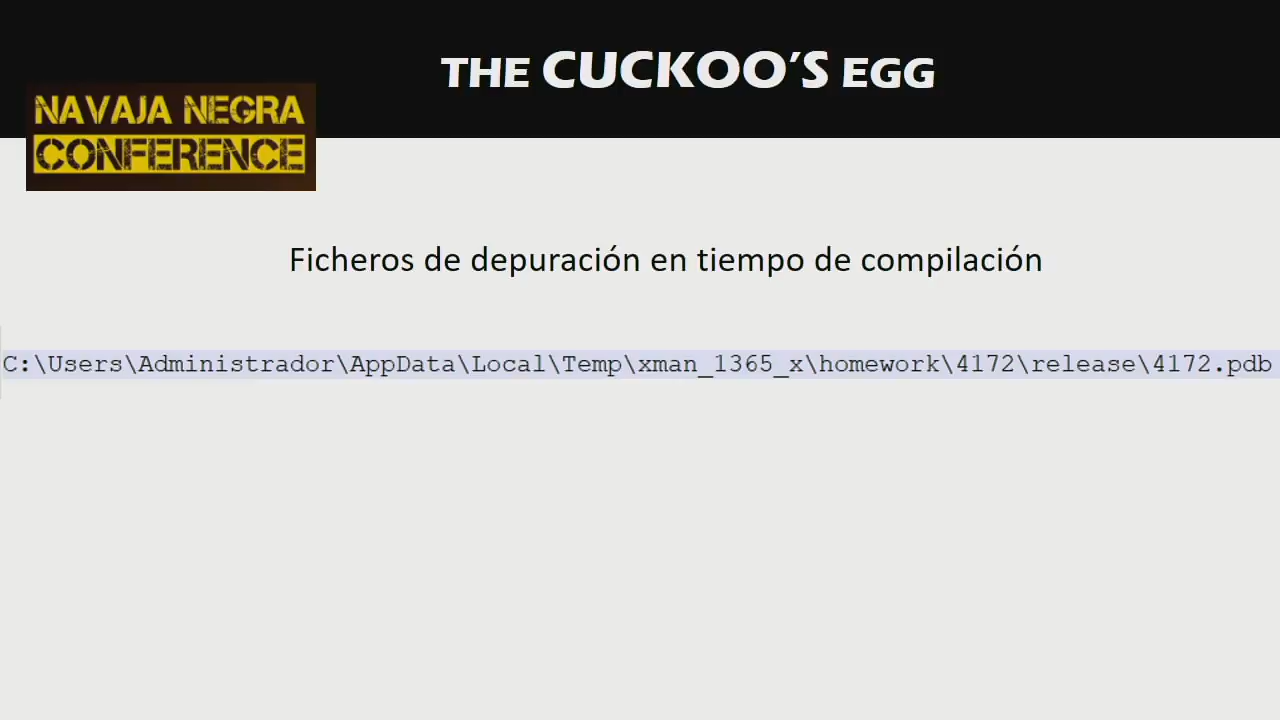 THE CUCKOO'S EGG
NAVAJA NEGRA
CONFERENCE
Ficheros de depuración en tiempo de compilación
C:\Users\Administrador\AppData\Local\Temp\xman_1365_x\homework\4172\release\4172.pdb